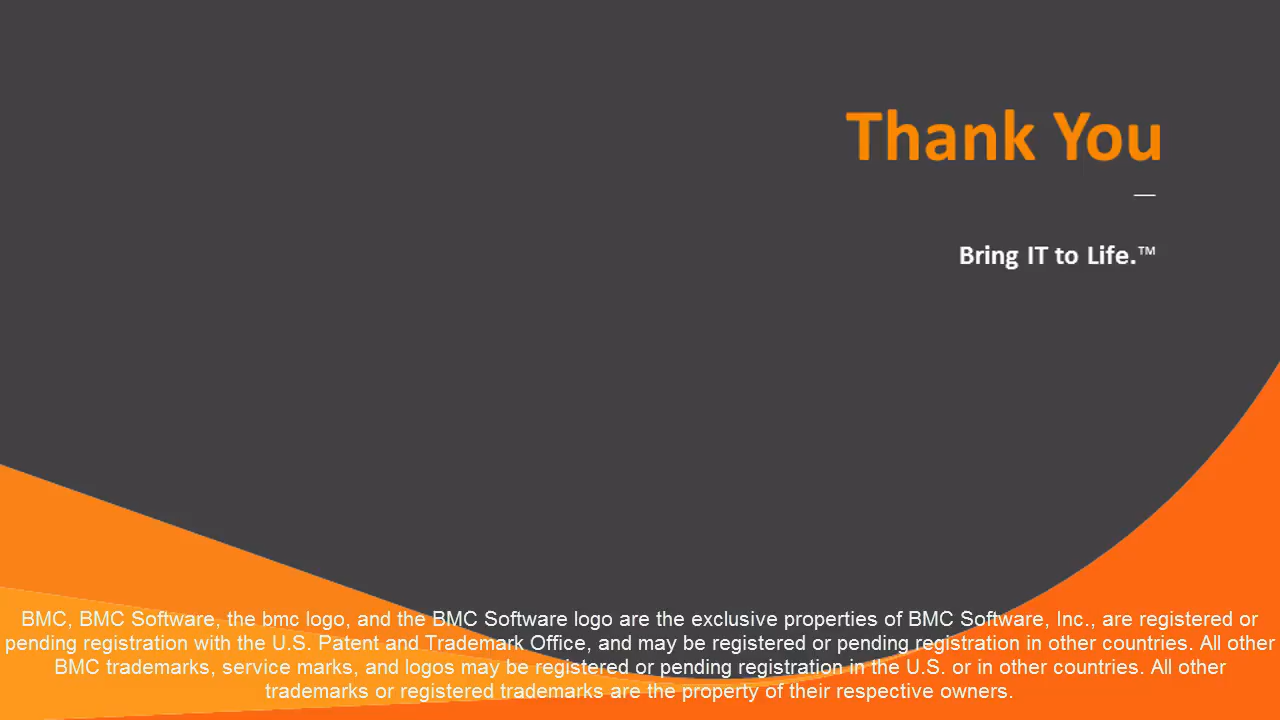 Thank You
Bring IT to Life.™
BMC, BMC Software, the bmc logo, and the BMC Software logo are the exclusive properties of BMC Software, Inc., are registered or
pending registration with the U.S. Patent and Trademark Office, and may be registered or pending registration in other countries. All other
BMC trademarks, service marks, and logos may be registered or pending registration in the U.S. or in other countries. All other
trademarks or registered trademarks are the property of their respective owners.